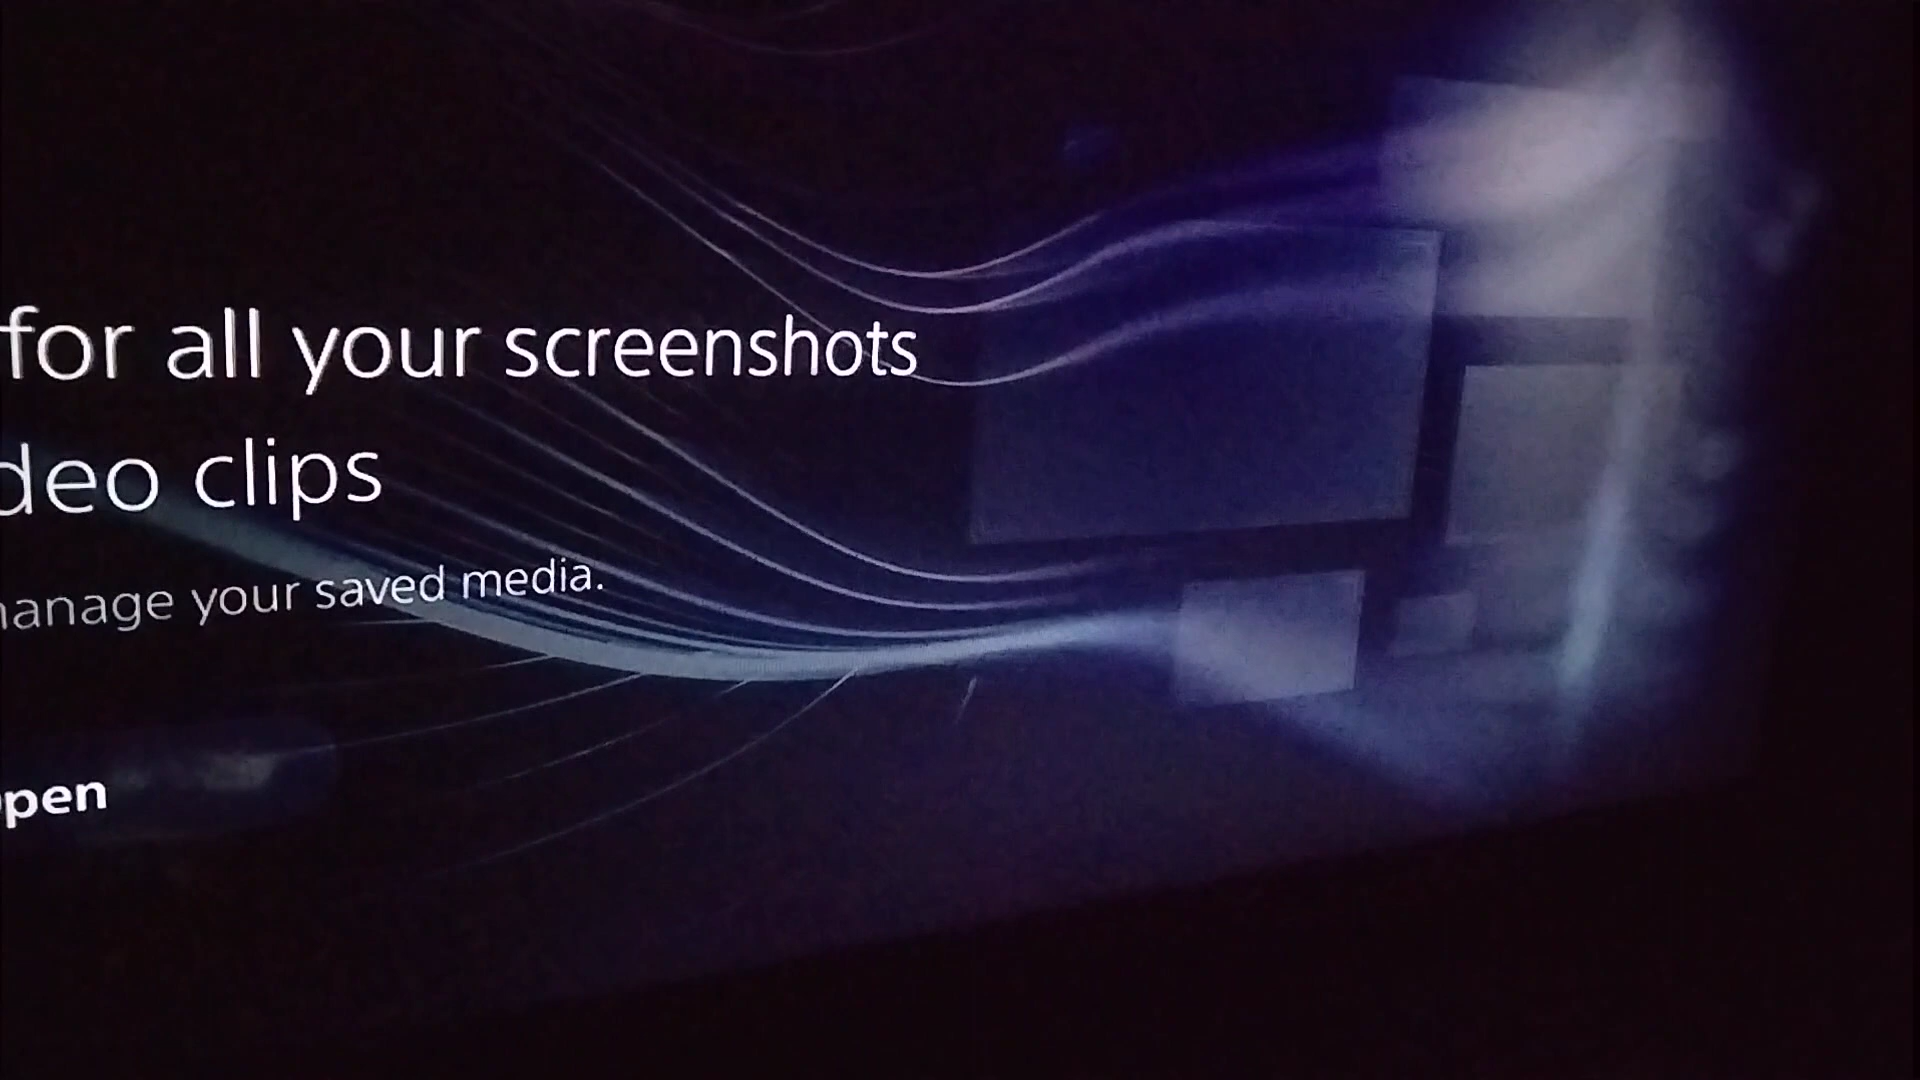 for all your screenshots
deo clips
anage your saved media.
pen